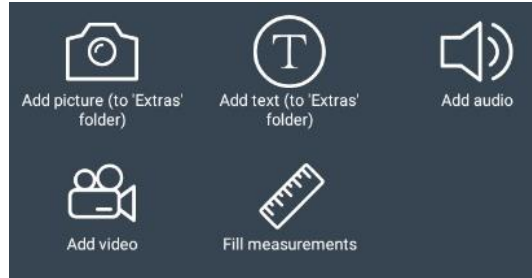 T
Add picture (to 'Extras'
folder)
Add text (to 'Extras'
folder)
Add audio
Add video
Fill measurements